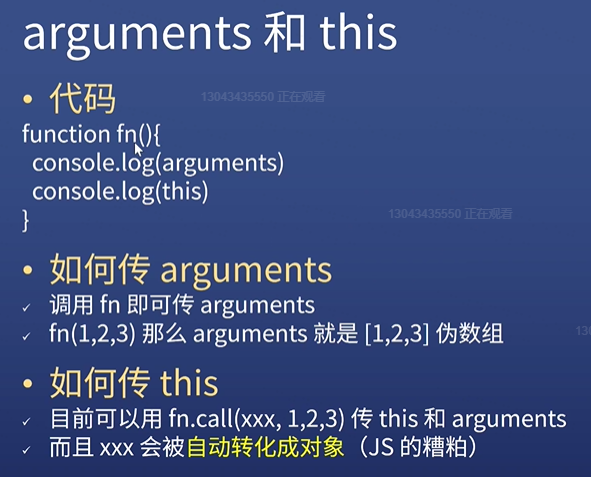 arguments 和 this
• 代码
13043435550 正在观看
function fn(){
console.log(arguments)
console.log(this)
}
13043435550 正在观看
• 如何传 arguments
✓ 调用 fn 即可传 arguments
✓ fn(1,2,3) 那么 arguments 就是 [1,2,3] 伪数组
130
• 如何传 this
✓ 目前可以用 fn.call(xxx, 1,2,3) 传 this 和 arguments
✓ 而且 xxx 会被自动转化成对象（JS 的糟粕）